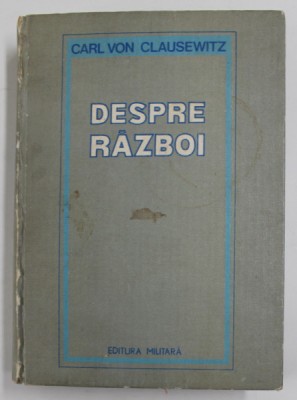 CARL VON CLAUSEWITZ
DESPRE
RĂZBOI
EDITURA MILITARĂ